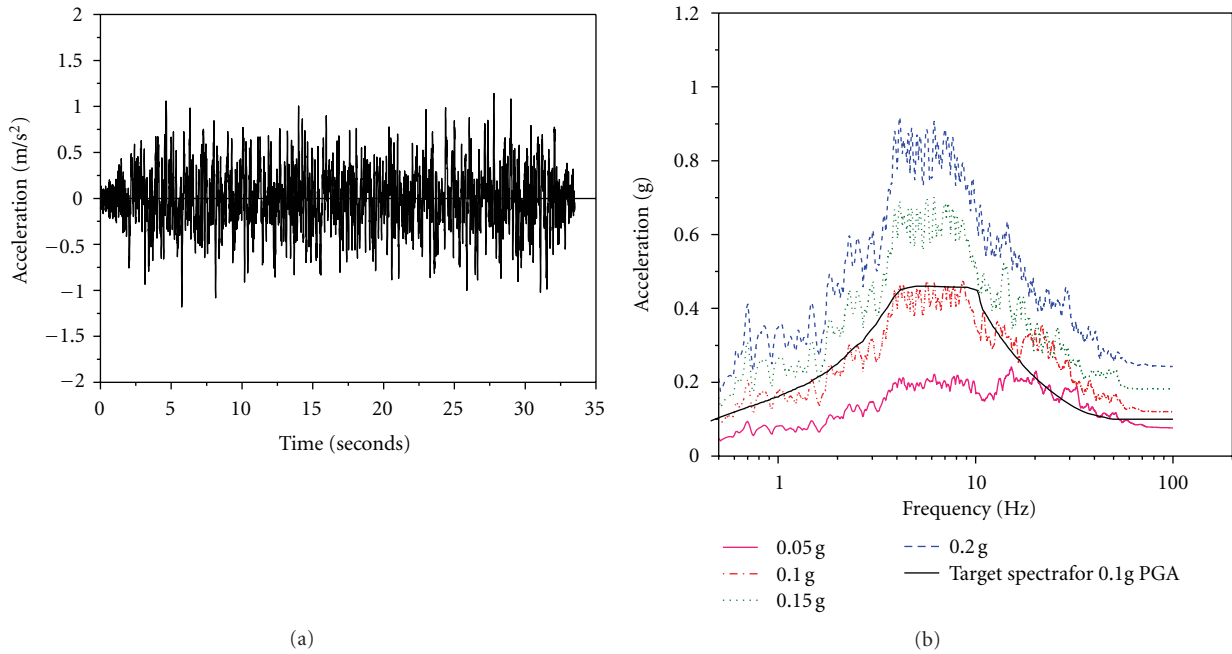 2
1.5
1
0.5
0
−0.5
−1
−1.5
−2
Acceleration (m/s²)
0 5 10 15 20 25 30 35
Time (seconds)
(a)
1.2
1
0.8
0.6
0.4
0.2
0
Acceleration (g)
1 10 100
Frequency (Hz)
0.05 g
0.1 g
0.15 g
0.2 g
Target spectrafor 0.1g PGA
(b)